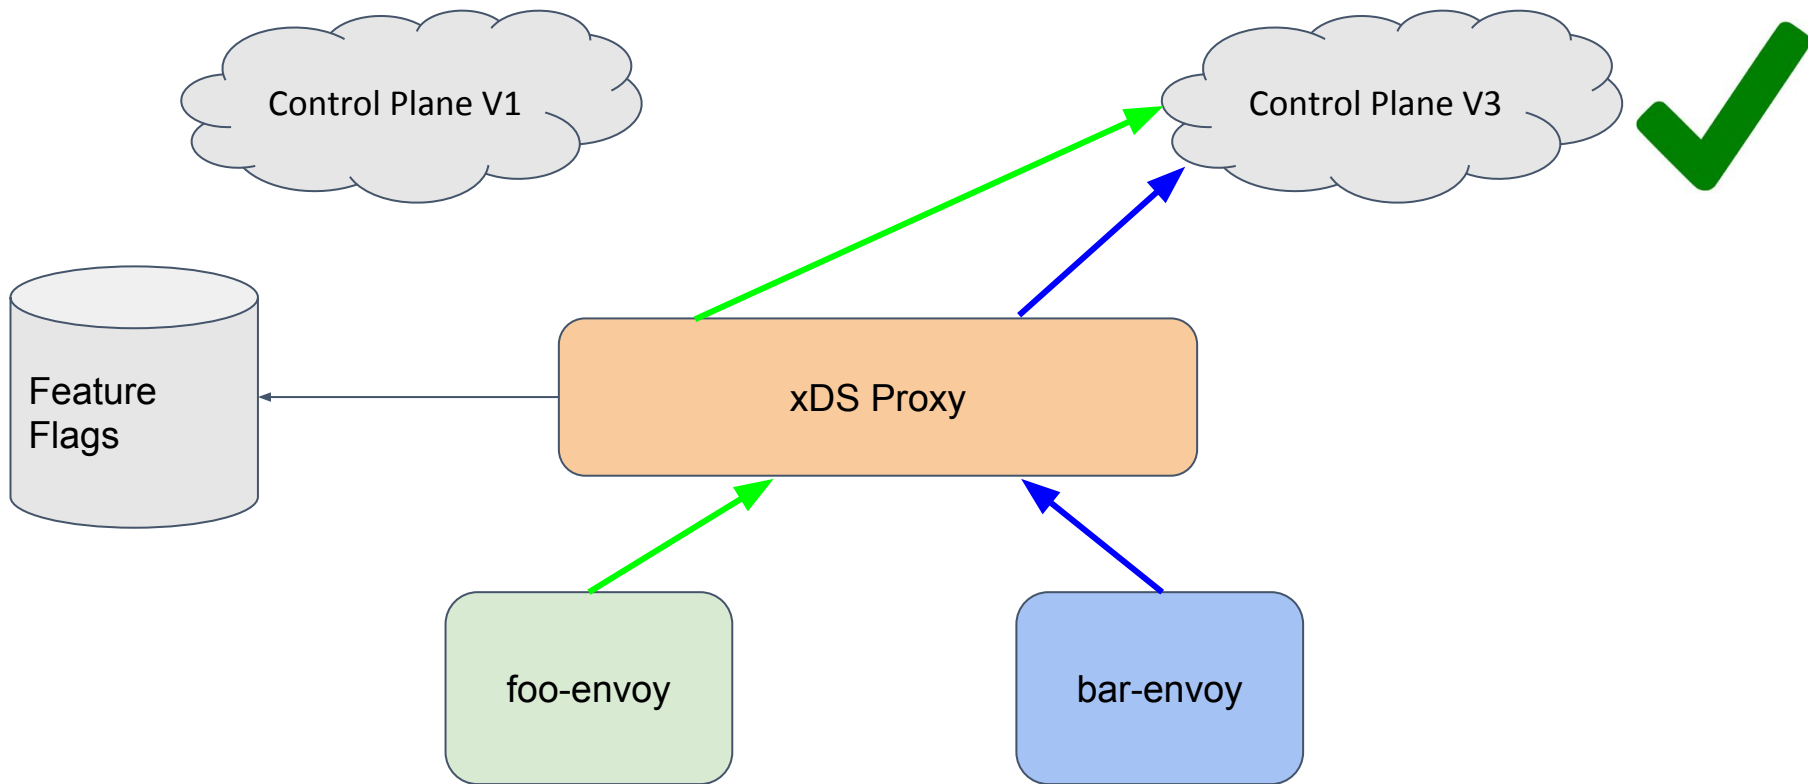 Control Plane V1
Control Plane V3
Feature
Flags
xDS Proxy
foo-envoy
bar-envoy